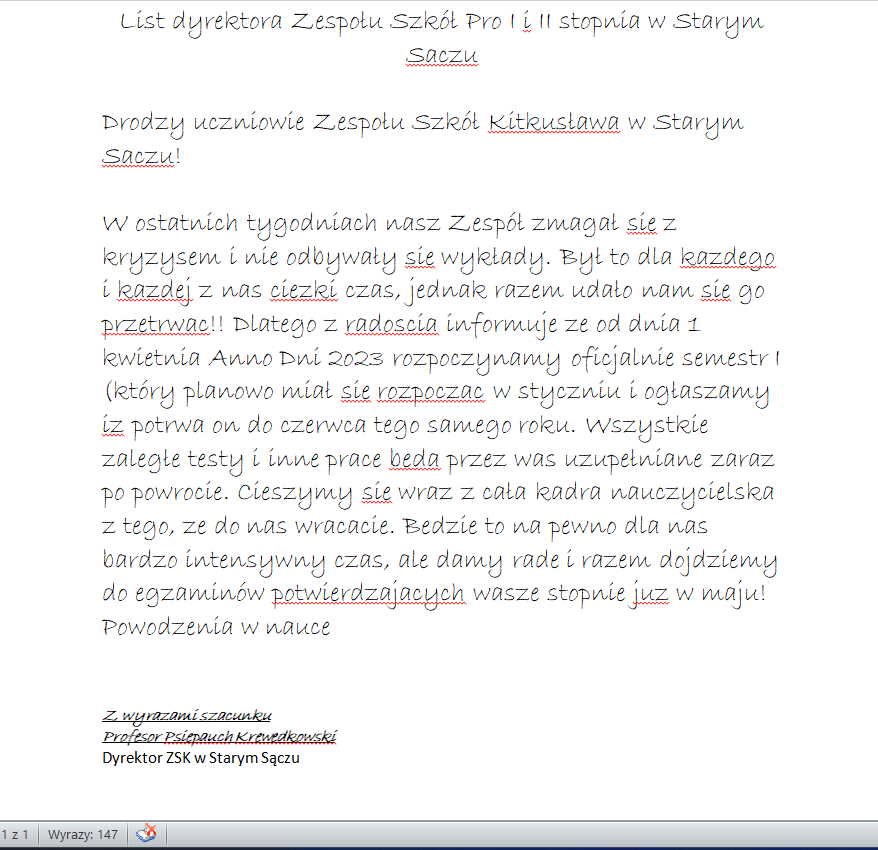 List dyrektora Zespołu Szkół Pro I i II stopnia w Starym
Saczu
Drodzy uczniowie Zespołu Szkół Kitkusława w Starym
Saczu!
W ostatnich tygodniach nasz Zespół zmagał sie z
kryzysem i nie odbywały sie wykłady. Był to dla kazdego
i kazdej z nas ciezki czas, jednak razem udało nam sie go
przetrwac!! Dlatego z radoscia informuje ze od dnia 1
kwietnia Anno Dni 2023 rozpoczynamy oficjalnie semestr I
(który planowo miał sie rozpoczac w styczniu i ogłaszamy
iz potrwa on do czerwca tego samego roku. Wszystkie
zaległe testy i inne prace beda przez was uzupełniane zaraz
po powrocie. Cieszymy sie wraz z cała kadra nauczycielska
z tego, ze do nas wracacie. Bedzie to na pewno dla nas
bardzo intensywny czas, ale damy rade i razem dojdziemy
do egzaminów potwierdzajacych wasze stopnie juz w maju!
Powodzenia w nauce
Z wyrazami szacunku
Profesor Psiepauch Krewedkowski
Dyrektor ZSK w Starym Sączu
1 z 1 Wyrazy: 147